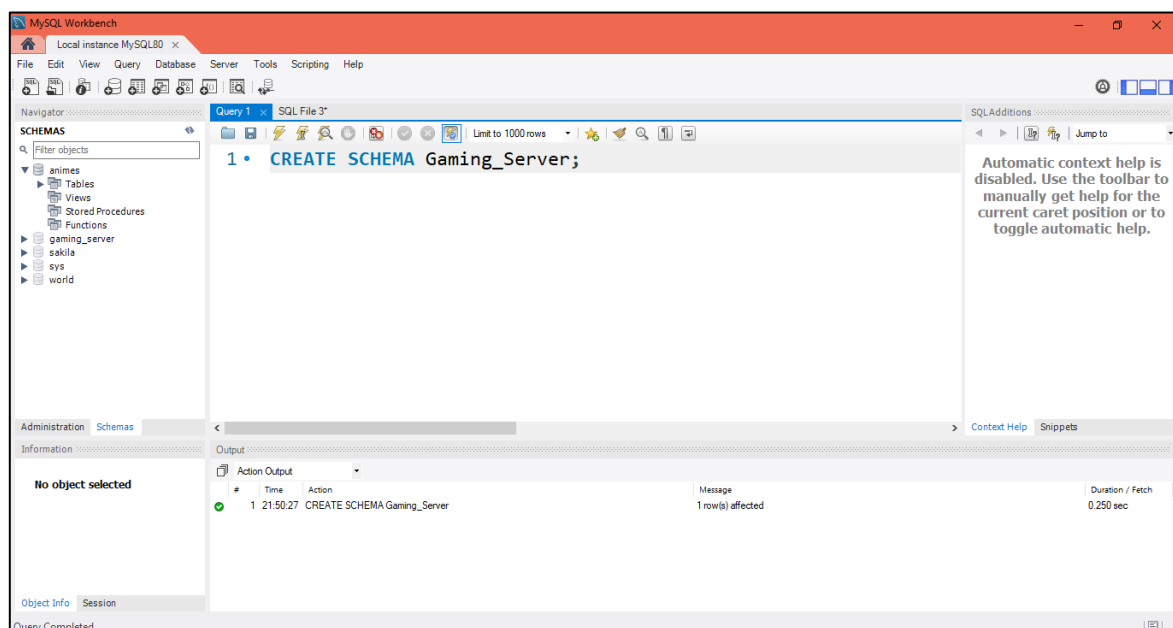 MySQL Workbench
Local instance MySQL80
File Edit View Query Database Server Tools Scripting Help
Navigator
SCHEMAS
Filter objects
animes
Tables
Views
Stored Procedures
Functions
gaming_server
sakila
sys
world
Administration Schemas
Information
No object selected
Object Info Session
Query 1 SQL File 3*
Limit to 1000 rows
1 CREATE SCHEMA Gaming_Server;
Output
Action Output
# Time Action Message Duration / Fetch
1 21:50:27 CREATE SCHEMA Gaming_Server 1 row(s) affected 0.250 sec
SQLAdditions
Jump to
Automatic context help is
disabled. Use the toolbar to
manually get help for the
current caret position or to
toggle automatic help.
Context Help Snippets
Query Completed